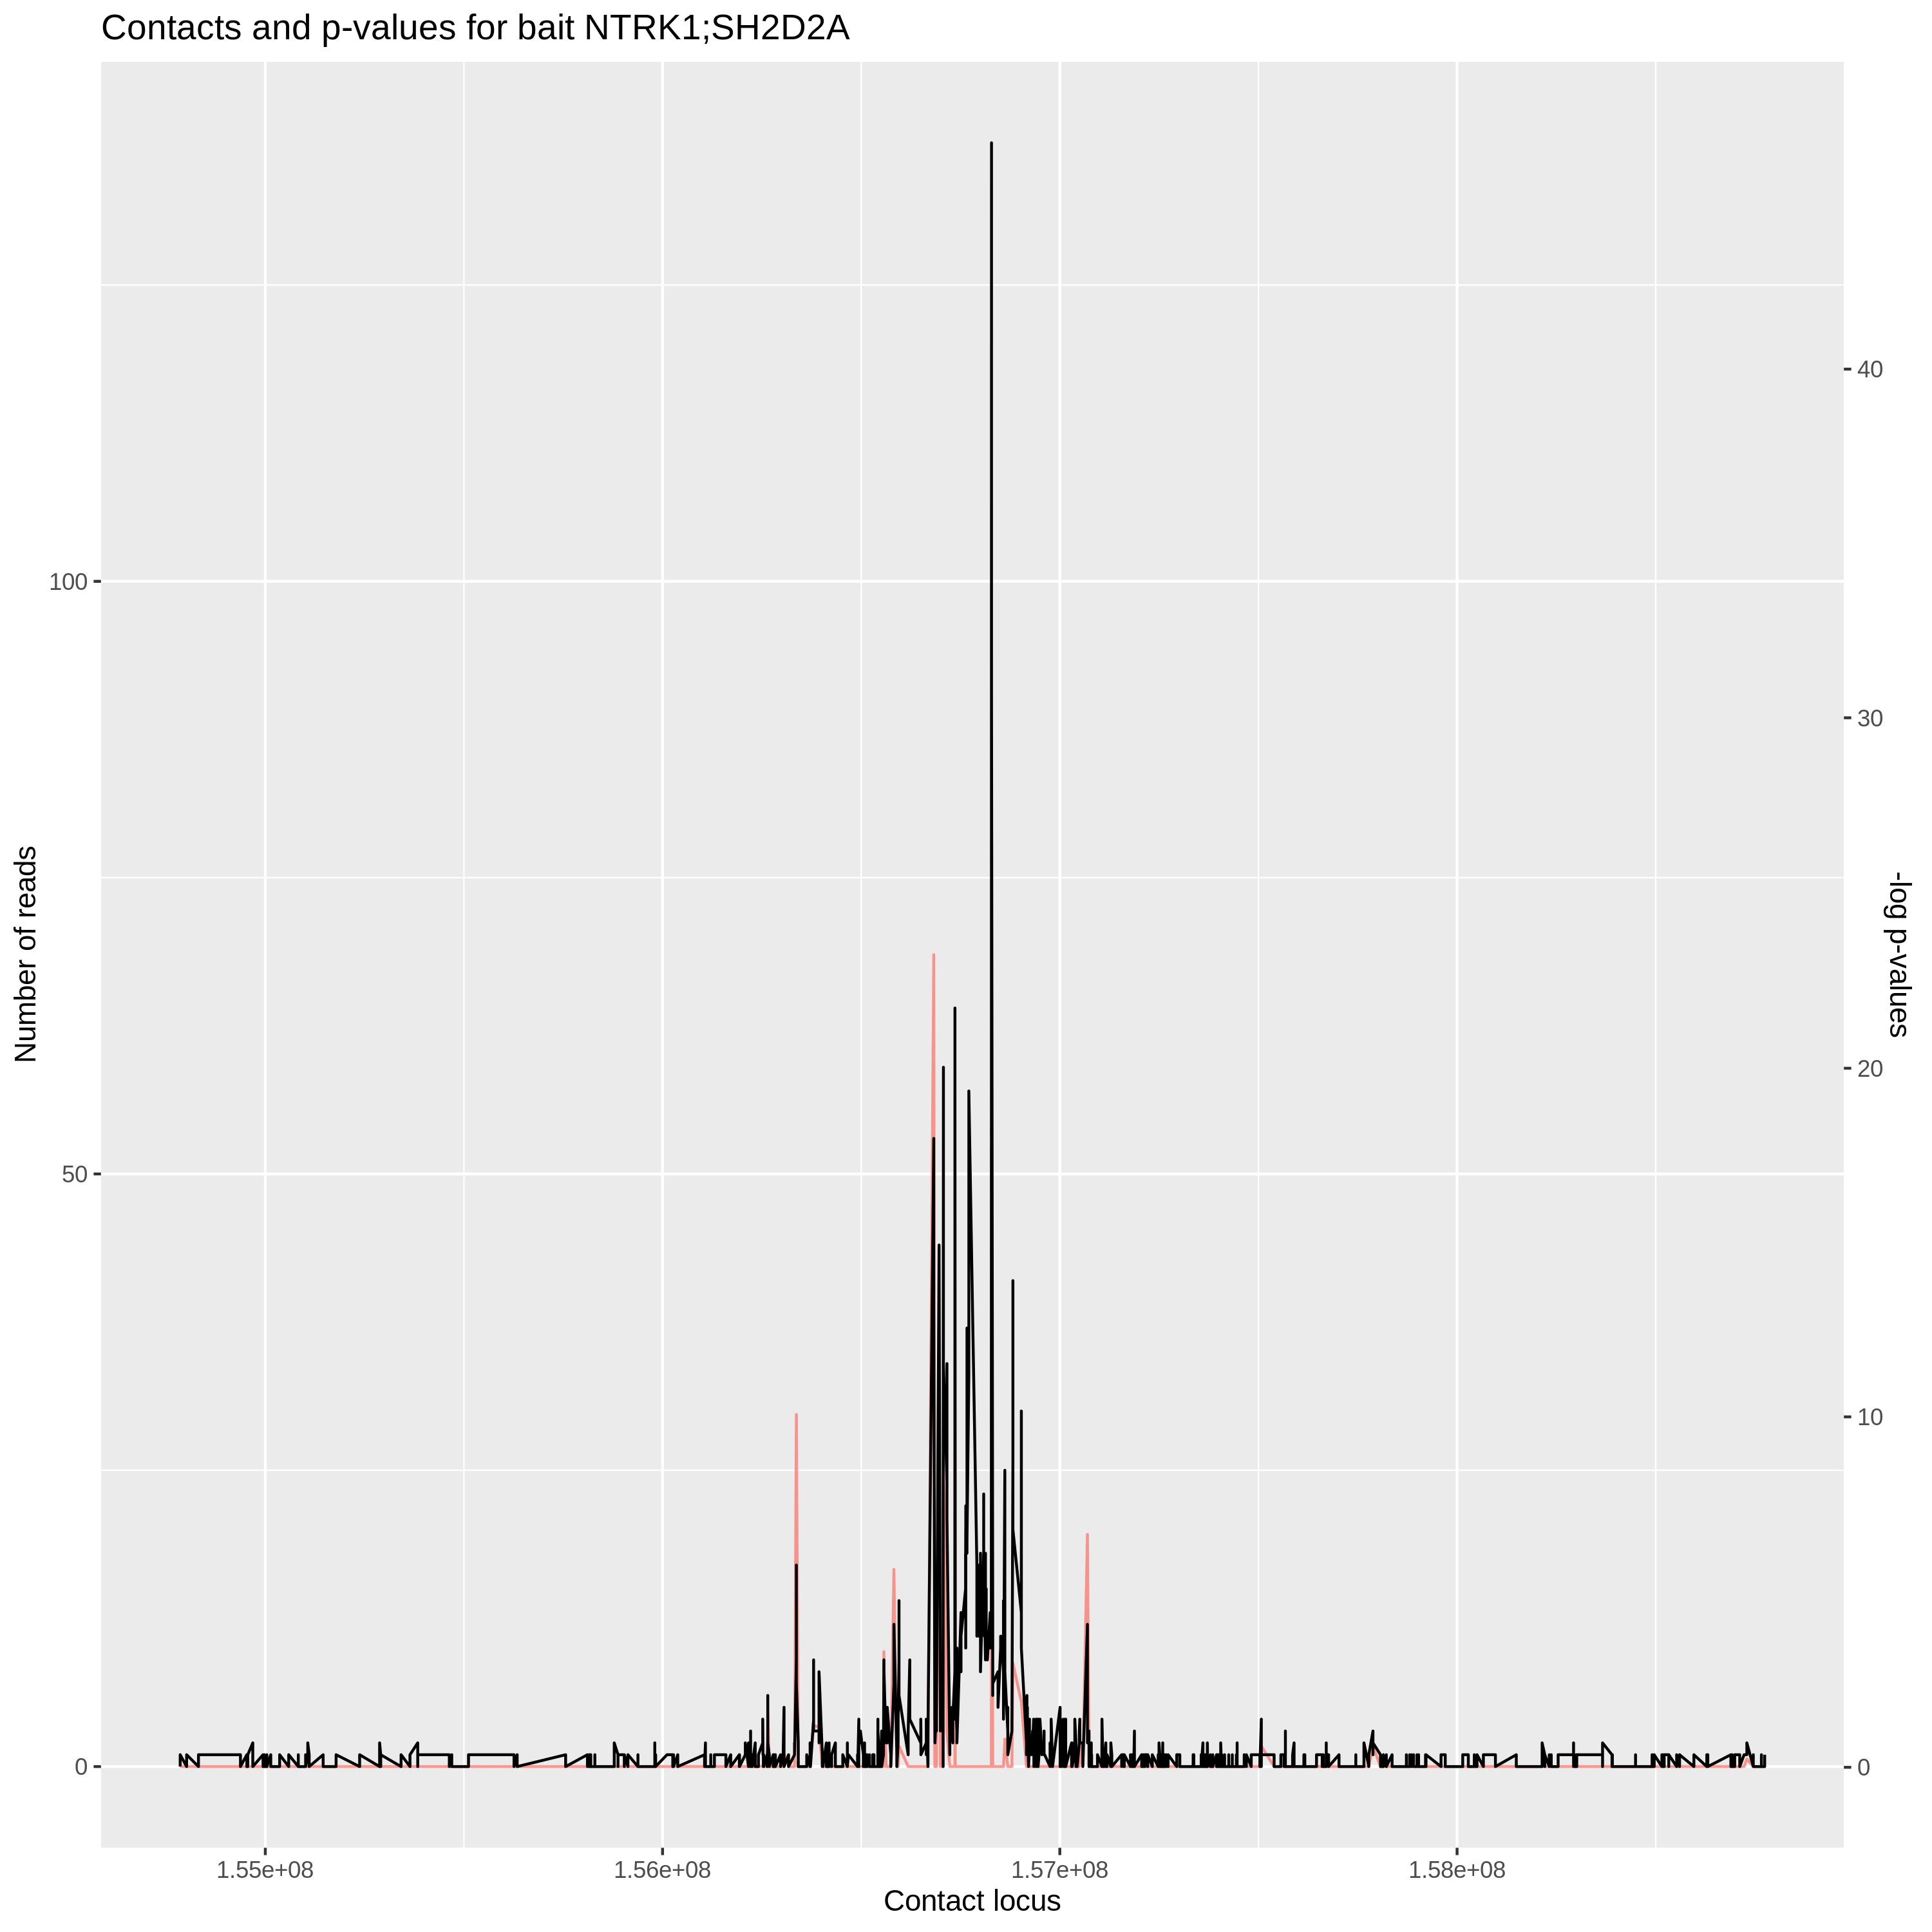 Contacts and p-values for bait NTRK1;SH2D2A
100
50
0
Number of reads
40
30
20
10
0
-log p-values
1.55e+08 1.56e+08 1.57e+08 1.58e+08
Contact locus